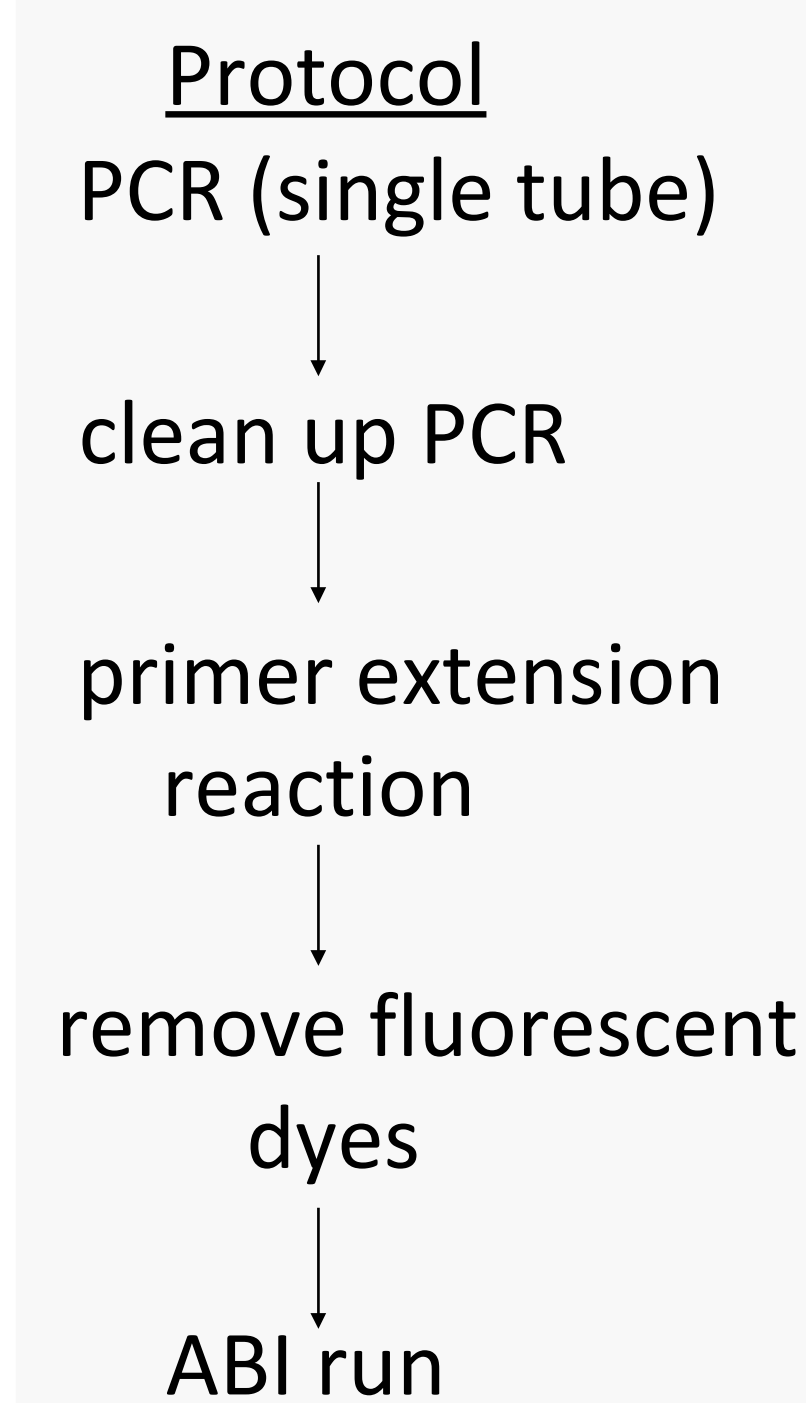 Protocol
PCR (single tube)
clean up PCR
primer extension
reaction
remove fluorescent
dyes
ABI run